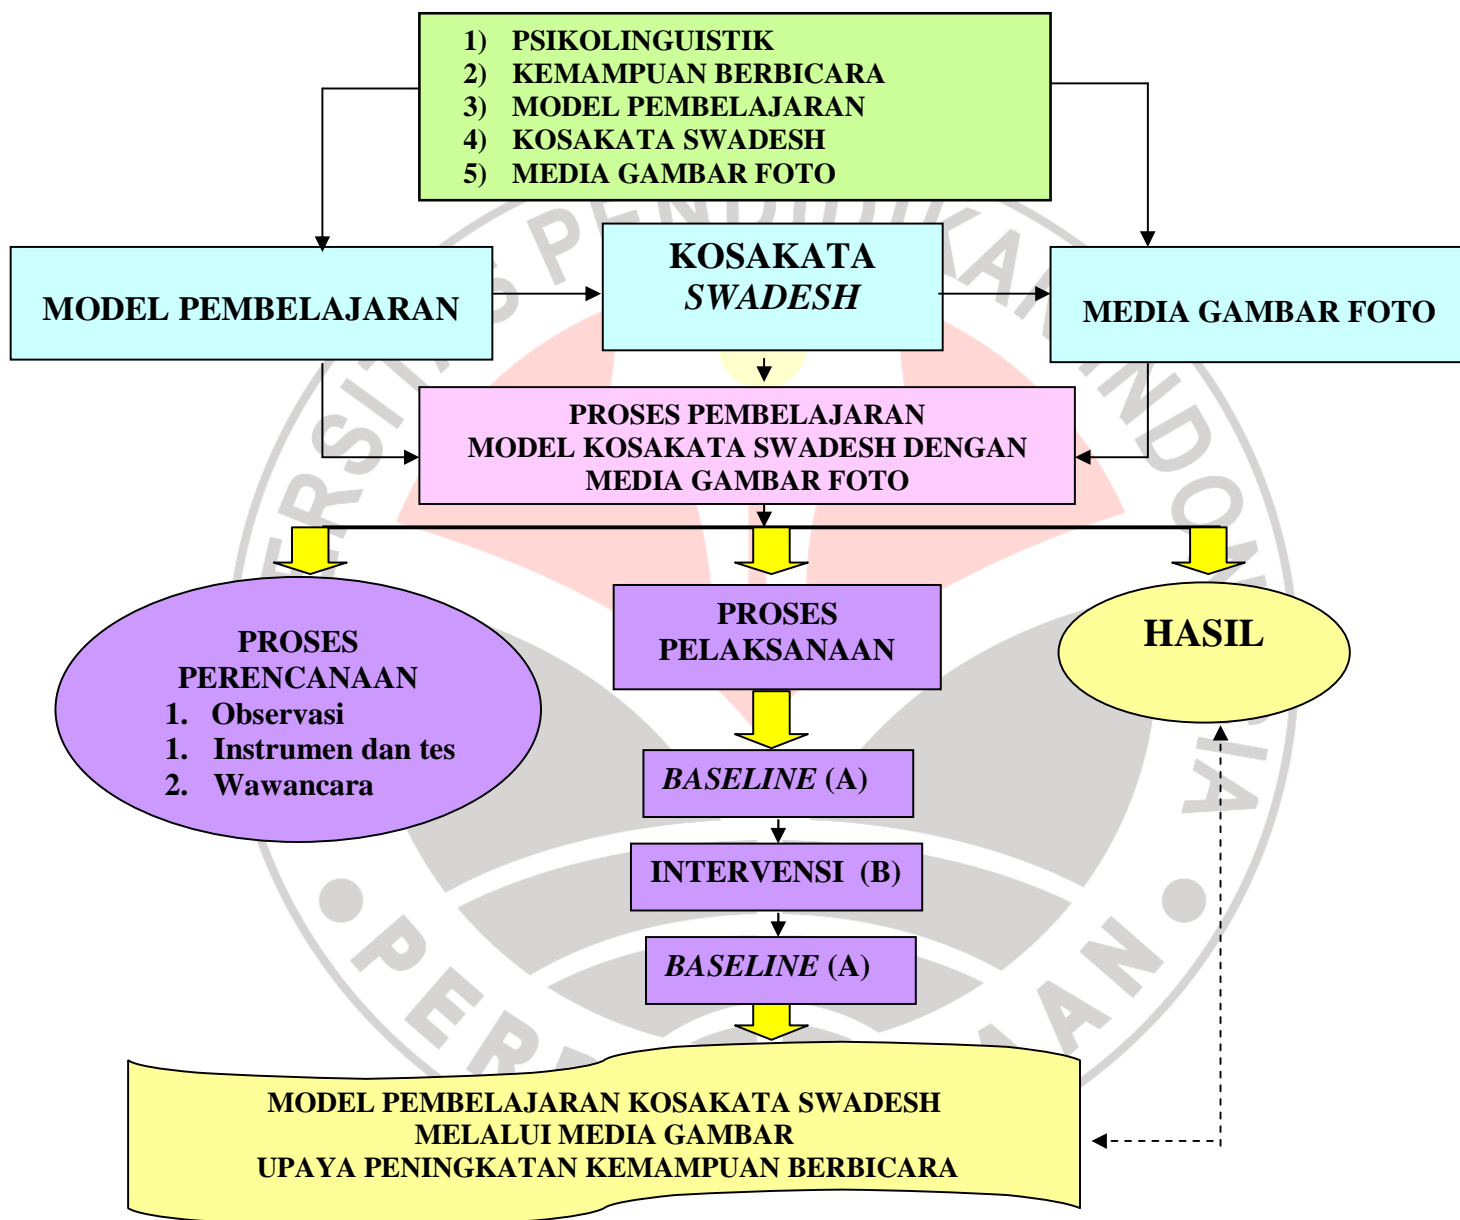 1) PSIKOLINGUISTIK
2) KEMAMPUAN BERBICARA
3) MODEL PEMBELAJARAN
4) KOSAKATA SWADESH
5) MEDIA GAMBAR FOTO
MODEL PEMBELAJARAN
KOSAKATA
SWADESH
MEDIA GAMBAR FOTO
PROSES PEMBELAJARAN
MODEL KOSAKATA SWADESH DENGAN
MEDIA GAMBAR FOTO
PROSES
PERENCANAAN
1. Observasi
1. Instrumen dan tes
2. Wawancara
PROSES
PELAKSANAAN
HASIL
BASELINE (A)
INTERVENSI (B)
BASELINE (A)
MODEL PEMBELAJARAN KOSAKATA SWADESH
MELALUI MEDIA GAMBAR
UPAYA PENINGKATAN KEMAMPUAN BERBICARA